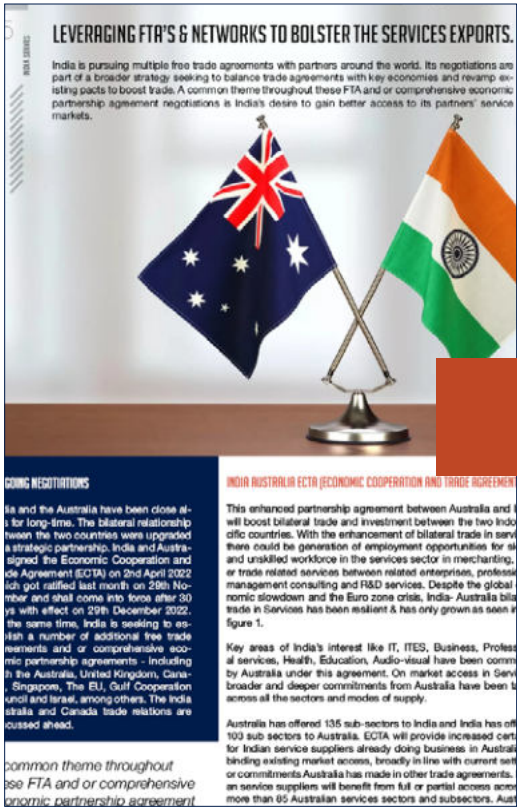 INDIA SERVES
LEVERAGING FTA'S & NETWORKS TO BOLSTER THE SERVICES EXPORTS.
India is pursuing multiple free trade agreements with partners around the world. Its negotiations are
part of a broader strategy seeking to balance trade agreements with key economies and revamp ex-
isting pacts to boost trade. A common theme throughout these FTA and or comprehensive economic
partnership agreement negotiations is India's desire to gain better access to its partners' service
markets.
GOING NEGOTIATIONS
dia and the Australia have been close al-
s for long-time. The bilateral relationship
tween the two countries were upgraded
a strategic partnership. India and Austra-
signed the Economic Cooperation and
de Agreement (ECTA) on 2nd April 2022
ich got ratified last month on 29th No-
mber and shall come into force after 30
ys with effect on 29th December 2022.
the same time, India is seeking to es-
blish a number of additional free trade
reements and or comprehensive eco-
mic partnership agreements - including
h the Australia, United Kingdom, Cana-
, Singapore, The EU, Gulf Cooperation
uncil and Israel, among others. The India
stralia and Canada trade relations are
cussed ahead.
common theme throughout
ese FTA and or comprehensive
onomic partnership agreement
INDIA AUSTRALIA ECTA (ECONOMIC COOPERATION AND TRADE AGREEMENT
This enhanced partnership agreement between Australia and I
will boost bilateral trade and investment between the two Indo
cific countries. With the enhancement of bilateral trade in servi
there could be generation of employment opportunities for sk
and unskilled workforce in the services sector in merchanting,
er trade related services between related enterprises, professi
management consulting and R&D services. Despite the global
nomic slowdown and the Euro zone crisis, India- Australia bila
trade in Services has been resilient & has only grown as seen in
figure 1.
Key areas of India's interest like IT, ITES, Business, Profess
al services, Health, Education, Audio-visual have been comm
by Australia under this agreement. On market access in Servi
broader and deeper commitments from Australia have been ta
across all the sectors and modes of supply.
Australia has offered 135 sub-sectors to India and India has off
103 sub sectors to Australia. ECTA will provide increased certa
for Indian service suppliers already doing business in Australi
binding existing market access, broadly in line with current sett
or commitments Australia has made in other trade agreements.
an service suppliers will benefit from full or partial access acros
more than 85 Australian services sectors and subsectors. Aust